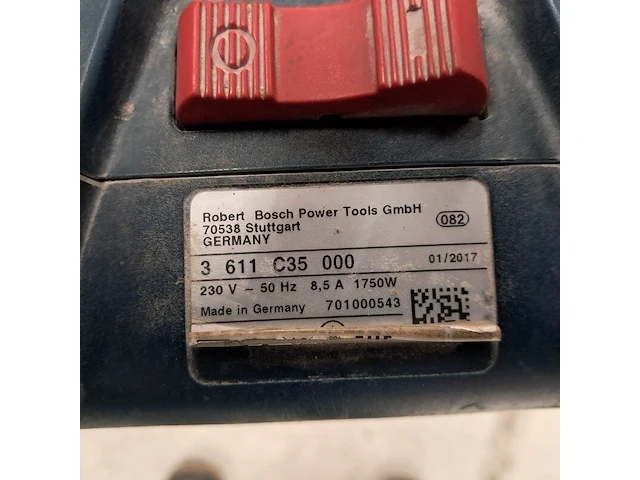 Robert Bosch Power Tools GmbH
70538 Stuttgart
GERMANY
082
3 611 C35 000
01/2017
230 V ~ 50 Hz 8,5 A 1750W
Made in Germany 701000543